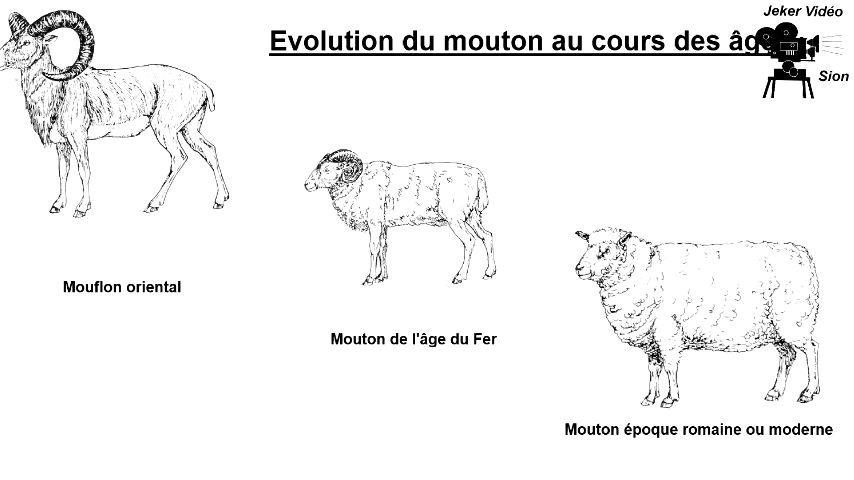 Jeker Vidéo
Evolution du mouton au cours des
Sion
Mouflon oriental
Mouton de l'âge du Fer
Mouton époque romaine ou moderne